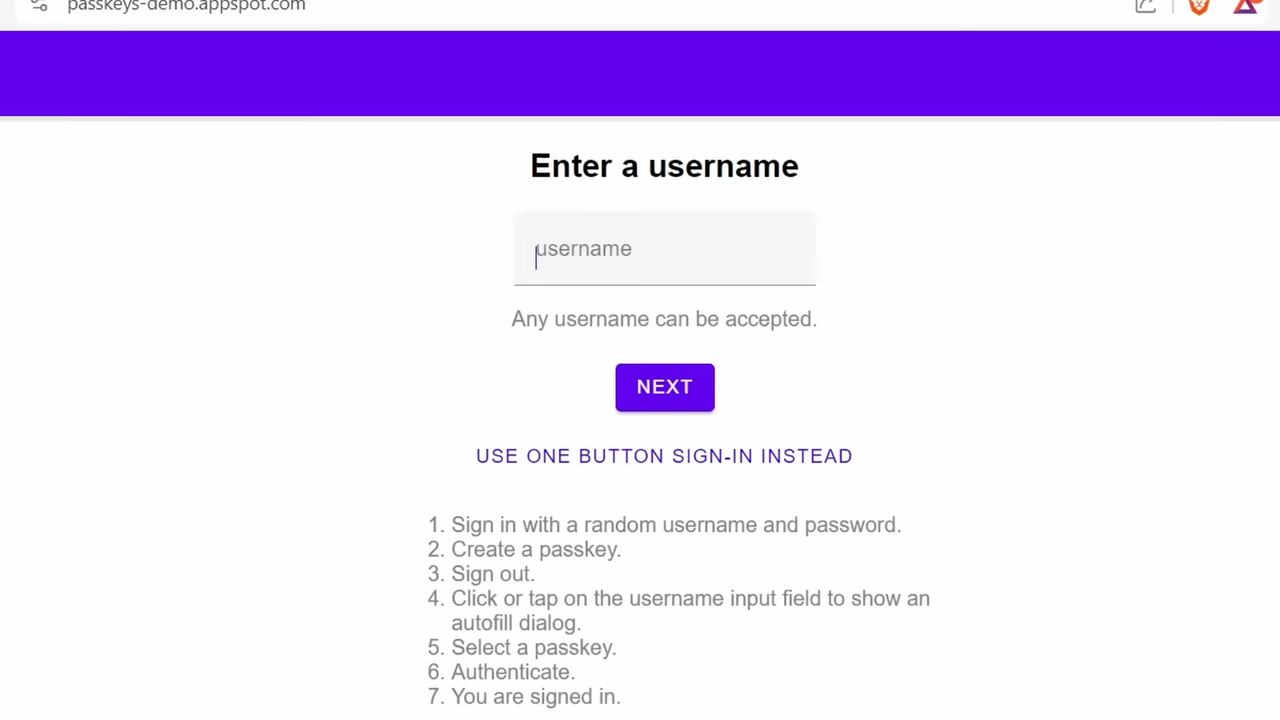 passkeys-demo.appspot.com
Enter a username
username
Any username can be accepted.
NEXT
USE ONE BUTTON SIGN-IN INSTEAD
1. Sign in with a random username and password.
2. Create a passkey.
3. Sign out.
4. Click or tap on the username input field to show an
autofill dialog.
5. Select a passkey.
6. Authenticate.
7. You are signed in.